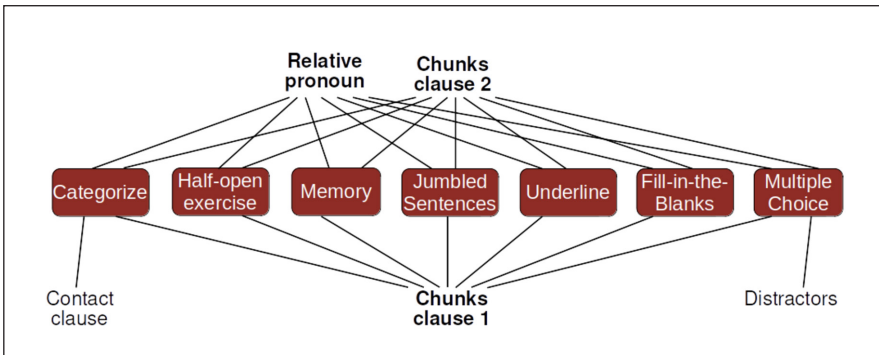 Relative
pronoun
Chunks
clause 2
Categorize
Half-open
exercise
Memory
Jumbled
Sentences
Underline
Fill-in-the-
Blanks
Multiple
Choice
Contact
clause
Chunks
clause 1
Distractors